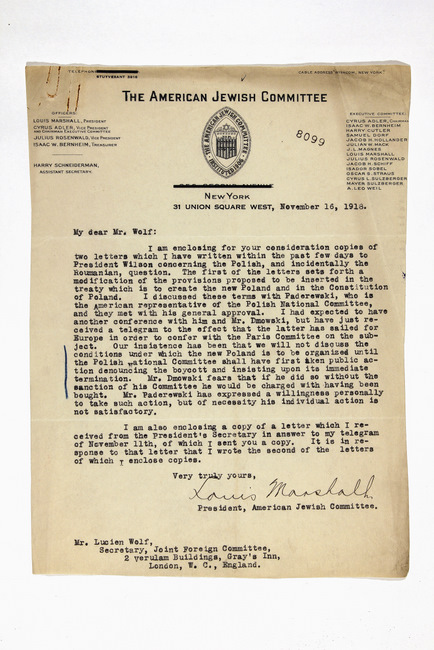 TELEPHONE
STUYVESANT 3916
CABLE ADDRESS "WISHCOM, NEW YORK"
THE AMERICAN JEWISH COMMITTEE
OFFICERS:
LOUIS MARSHALL, PRESIDENT
CYRUS ADLER, VICE PRESIDENT
AND CHAIRMAN EXECUTIVE COMMITTEE
JULIUS ROSENWALD, VICE PRESIDENT
ISAAC W. BERNHEIM, TREASURER
HARRY SCHNEIDERMAN,
ASSISTANT SECRETARY.
THE AMERICAN JEWISH COMMITTEE
INSTITUTED 1906
8099
EXECUTIVE COMMITTEE
CYRUS ADLER, CHAIRMAN
ISAAC W. BERNHEIM
HARRY CUTLER
SAMUEL DORF
JACOB H. HOLLANDER
JULIAN W. MACK
J. L. MAGNES
LOUIS MARSHALL
JULIUS ROSENWALD
JACOB H. SCHIFF
ISADOR SOBEL
OSCAR S. STRAUS
CYRUS L. SULZBERGER
MAYER SULZBERGER
A. LEO WEIL
NEW YORK
31 UNION SQUARE WEST, November 16, 1918.
My dear Mr. Wolf:
I am enclosing for your consideration copies of
two letters which I have written within the past few days to
President Wilson concerning the Polish, and incidentally the
Roumanian, question. The first of the letters sets forth a
modification of the provisions proposed to be inserted in the
treaty which is to create the new Poland and in the Constitution
of Poland. I discussed these terms with Paderewski, who is
the American representative of the Polish National Committee,
and they met with his general approval. I had expected to have
another conference with him and Mr. Dmowski, but have just re-
ceived a telegram to the effect that the latter has sailed for
Europe in order to confer with the Paris Committee on the sub-
ject. Our insistence has been that we will not discuss the
conditions under which the new Poland is to be organized until
the Polish National Committee shall have first taken public ac-
tion denouncing the boycott and insisting upon its immediate
termination. Mr. Dmowski fears that if he did so without the
sanction of his Committee he would be charged with having been
bought. Mr. Paderewski has expressed a willingness personally
to take such action, but of necessity his individual action is
not satisfactory.
I am also enclosing a copy of a letter which I re-
ceived from the President's Secretary in answer to my telegram
of November 11th, of which I sent you a copy. It is in re-
sponse to that letter that I wrote the second of the letters
of which I enclose copies.
Very truly yours,
Louis Marshall
President, American Jewish Committee.
Mr. Lucien Wolf,
Secretary, Joint Foreign Committee,
2 Verulam Buildings, Gray's Inn,
London, W. C., England.